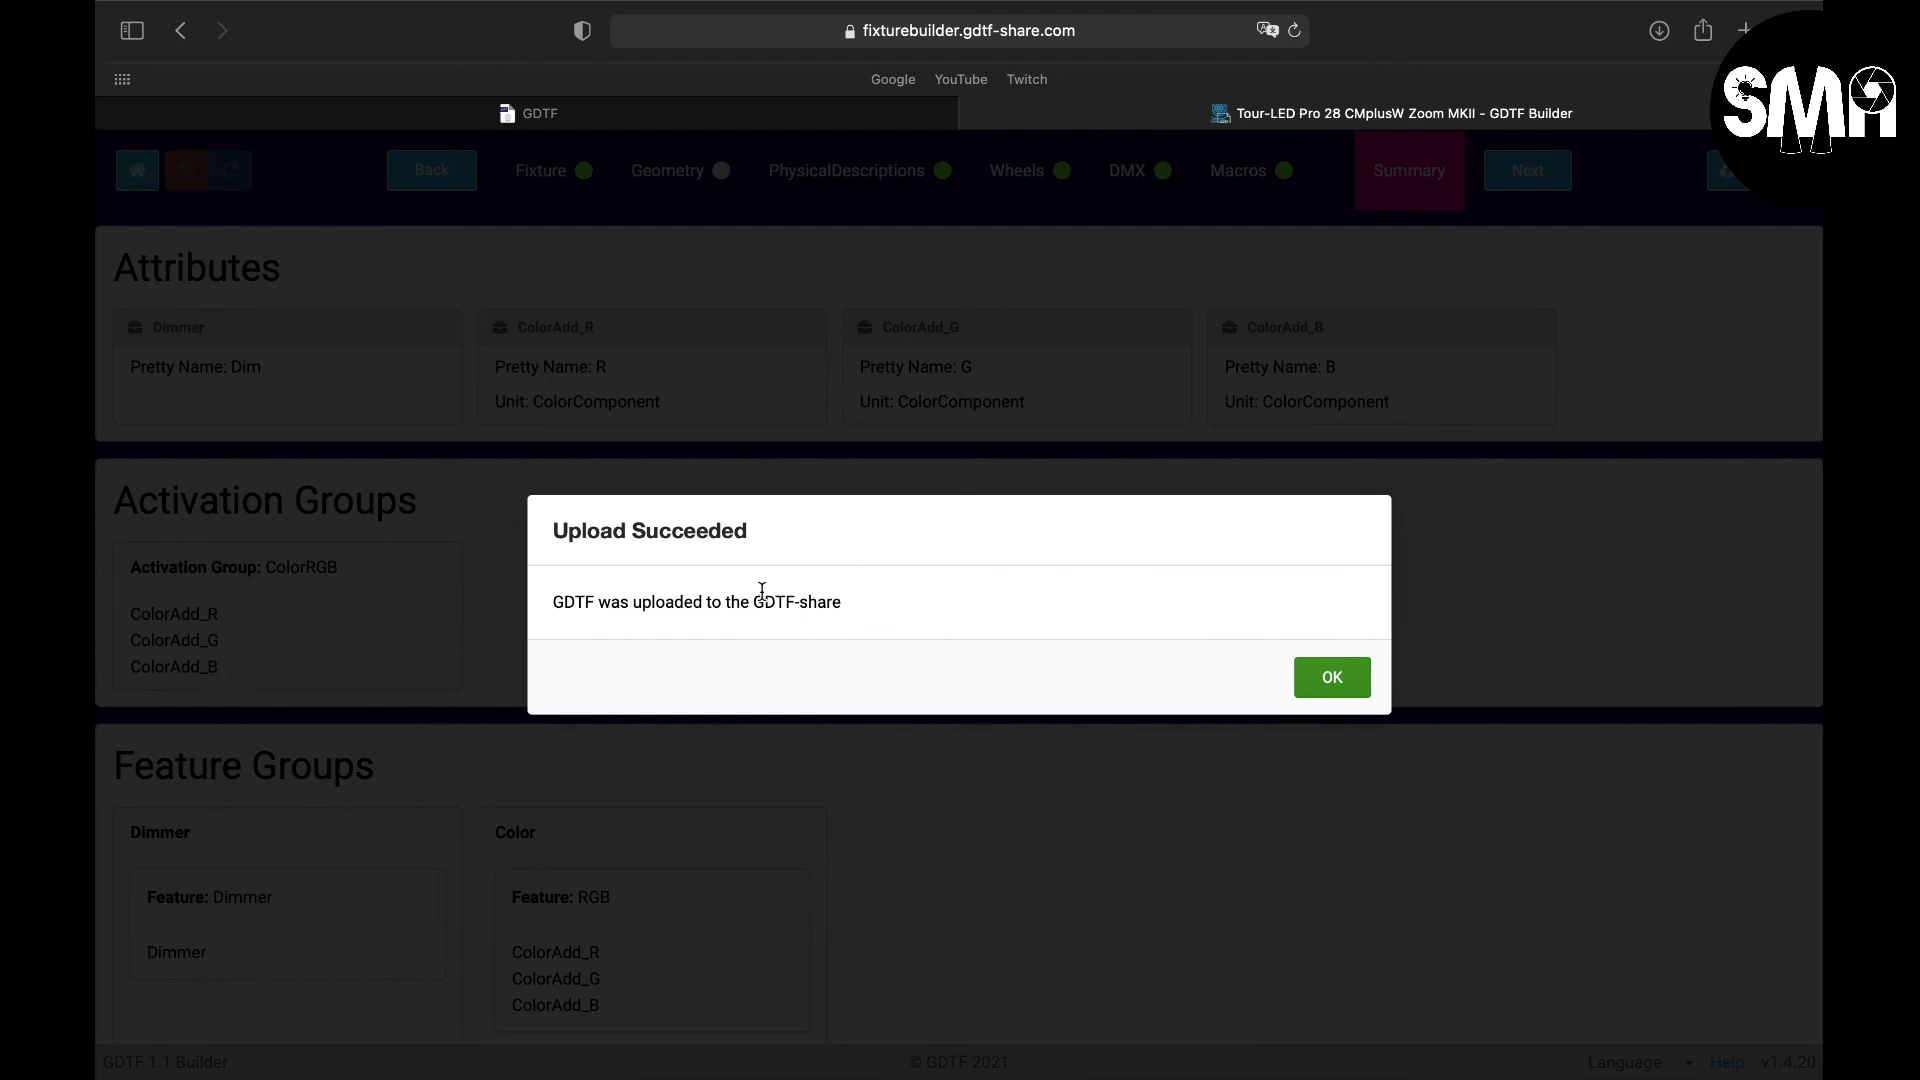 fixturebuilder.gdtf-share.com
Google YouTube Twitch
GDTF
Tour-LED Pro 28 CMplusW Zoom MKII - GDTF Builder
SMH
Back Fixture Geometry PhysicalDescriptions Wheels DMX Macros Summary Next
Attributes
Dimmer ColorAdd_R ColorAdd_G ColorAdd_B
Pretty Name: Dim Pretty Name: R Pretty Name: G Pretty Name: B
Unit: ColorComponent Unit: ColorComponent Unit: ColorComponent
Activation Groups
Activation Group: ColorRGB
ColorAdd_R
ColorAdd_G
ColorAdd_B
Upload Succeeded
GDTF was uploaded to the GDTF-share
OK
Feature Groups
Dimmer Color
Feature: Dimmer Feature: RGB
Dimmer ColorAdd_R
ColorAdd_G
ColorAdd_B
GDTF 1.1 Builder © GDTF 2021 Language Help v1.4.20